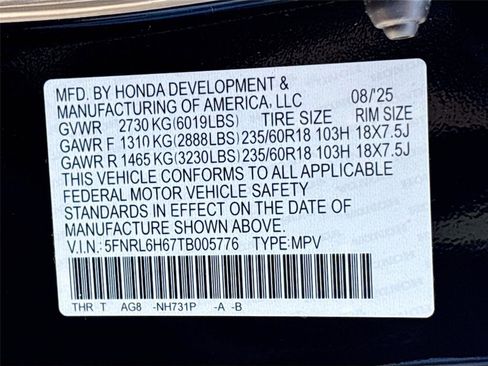 MFD. BY HONDA DEVELOPMENT &
MANUFACTURING OF AMERICA, LLC 08/'25
GVWR 2730 KG(6019LBS) TIRE SIZE RIM SIZE
GAWR F 1310 KG(2888LBS) 235/60R18 103H 18X7.5J
GAWR R 1465 KG(3230LBS) 235/60R18 103H 18X7.5J
THIS VEHICLE CONFORMS TO ALL APPLICABLE
FEDERAL MOTOR VEHICLE SAFETY
STANDARDS IN EFFECT ON THE DATE OF
MANUFACTURE SHOWN ABOVE.
V.I.N.: 5FNRL6H67TB005776 TYPE:MPV
THR T AG8 -NH731P -A -B